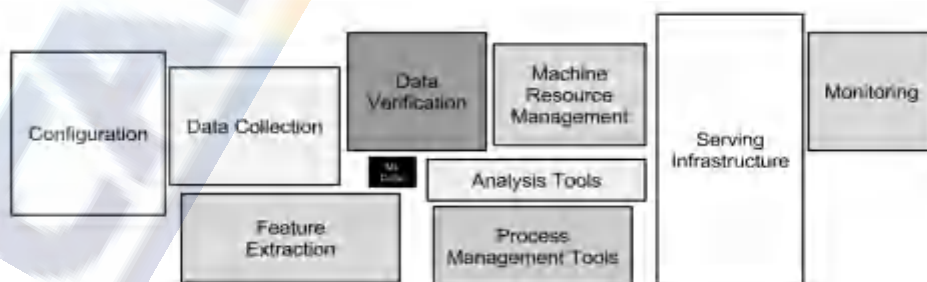 Configuration
Data Collection
Data
Verification
Machine
Resource
Management
Serving
Infrastructure
Monitoring
Analysis Tools
Feature
Extraction
Process
Management Tools